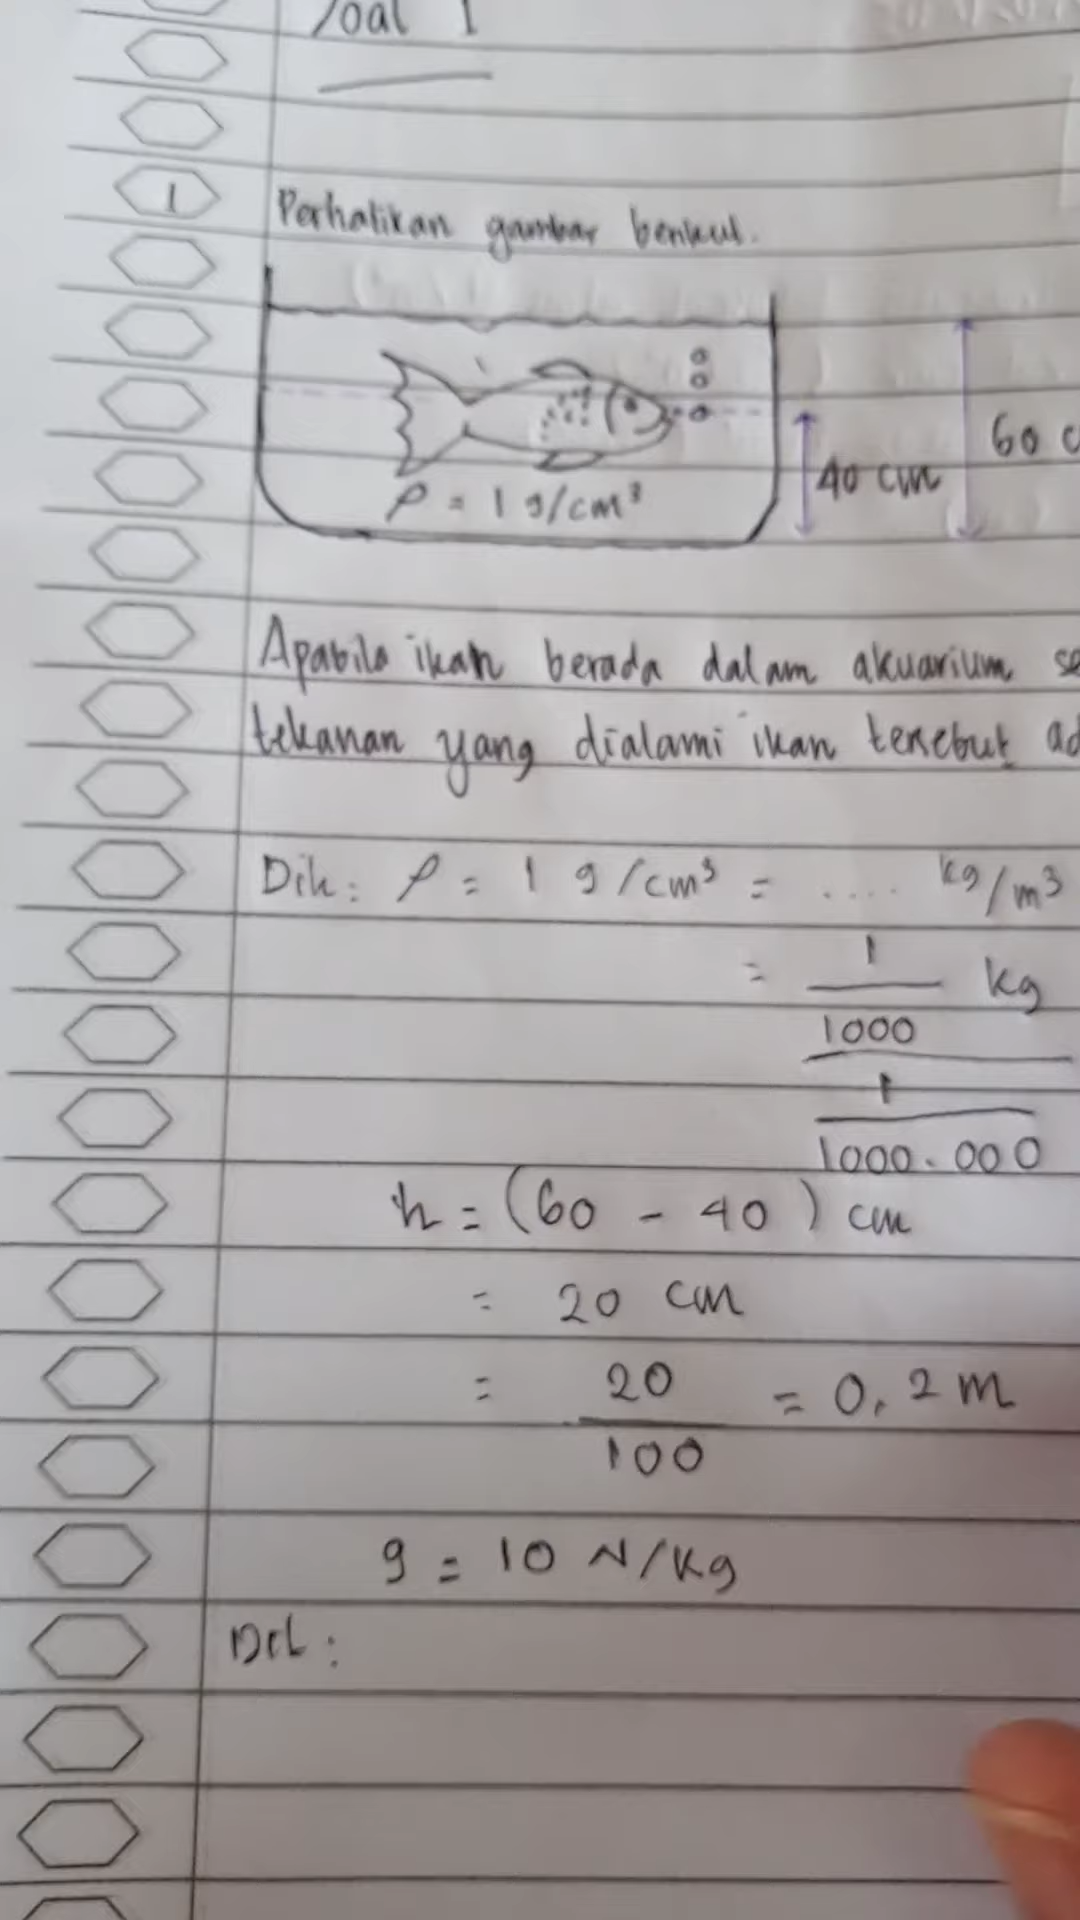 Soal 1
1 Perhatikan gambar berikut.
60
40 cm
ρ = 1 g/cm³
Apabila ikan berada dalam akuarium
tekanan yang dialami ikan tersebut
Dik: ρ = 1 g/cm³ = .... kg/m³
= 1/1000 kg
1/1000.000
h = (60 - 40) cm
= 20 cm
= 20/100 = 0,2 m
g = 10 N/kg
Dit: